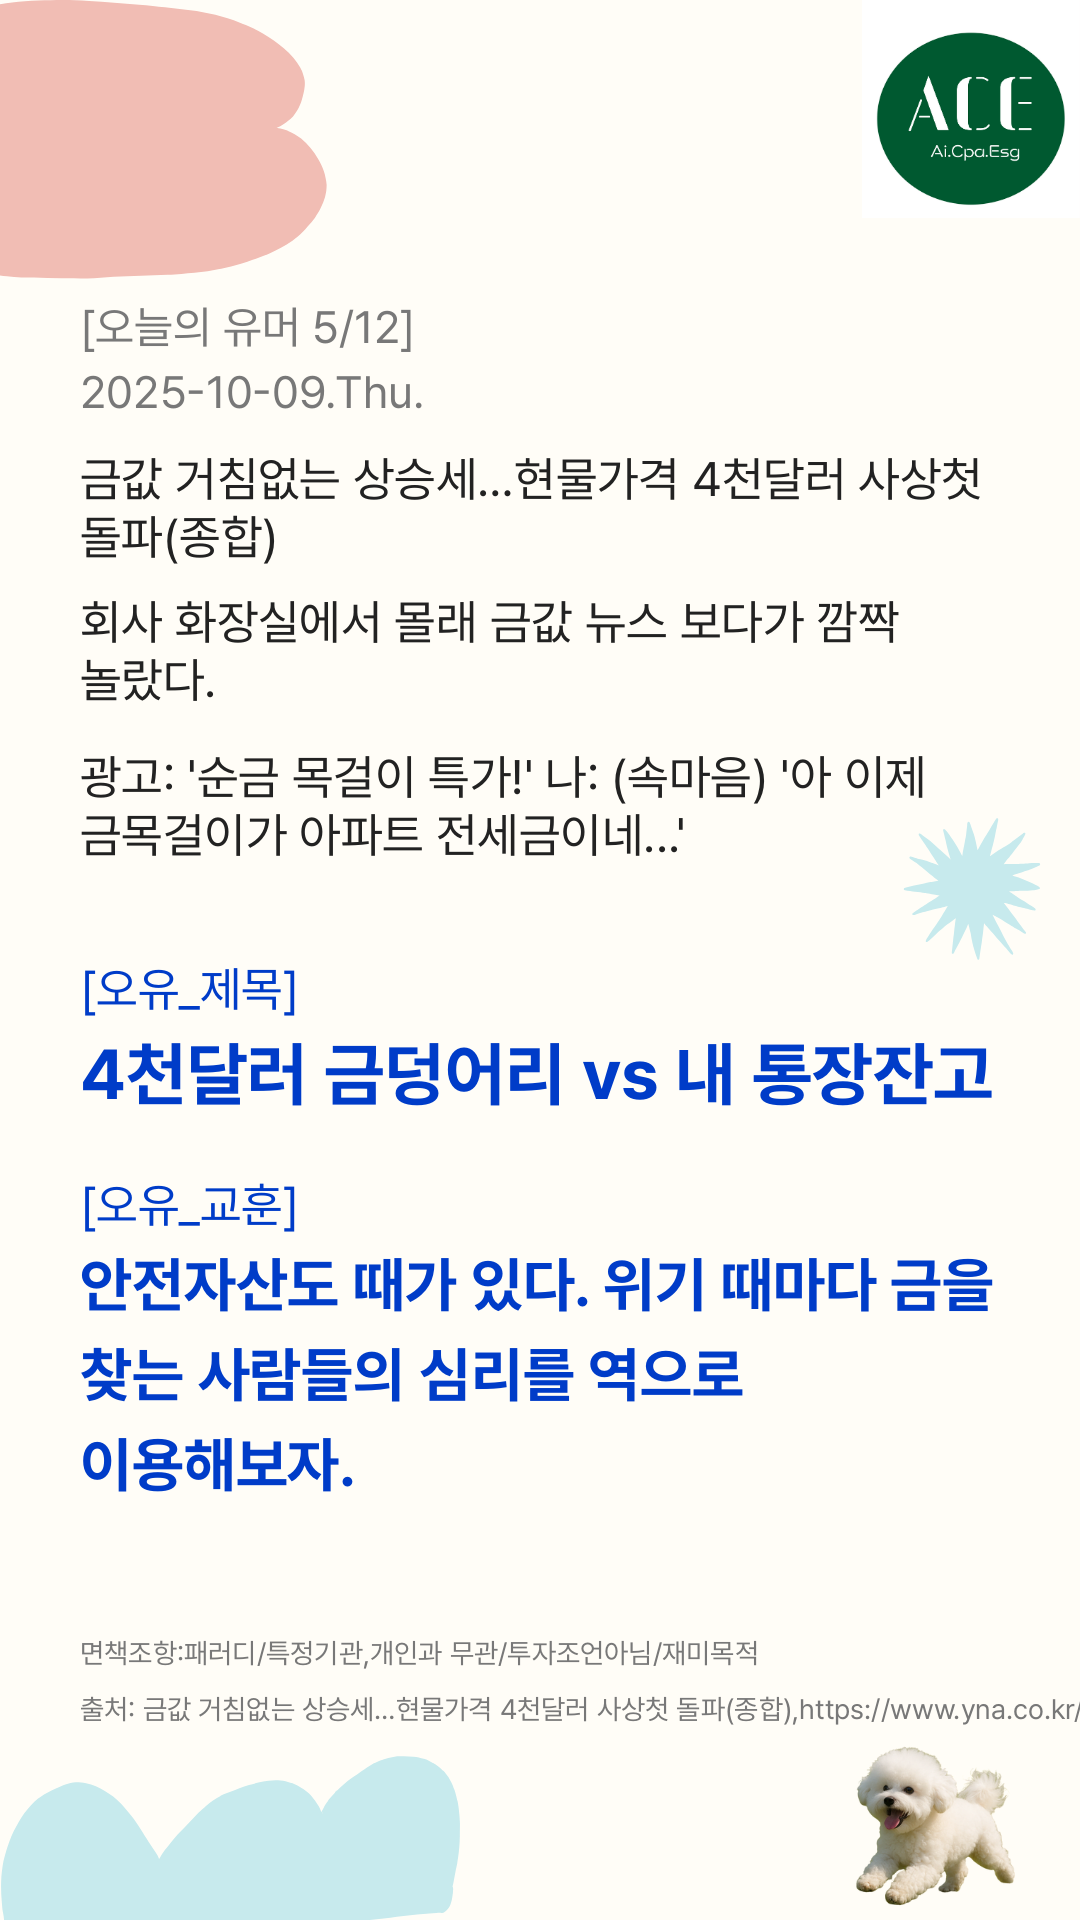 ACE
Ai.Cpa.Esg
[오늘의 유머 5/12]
2025-10-09.Thu.
금값 거침없는 상승세...현물가격 4천달러 사상첫
돌파(종합)
회사 화장실에서 몰래 금값 뉴스 보다가 깜짝
놀랐다.
광고: '순금 목걸이 특가!' 나: (속마음) '아 이제
금목걸이가 아파트 전세금이네...'
[오유_제목]
4천달러 금덩어리 vs 내 통장잔고
[오유_교훈]
안전자산도 때가 있다. 위기 때마다 금을
찾는 사람들의 심리를 역으로
이용해보자.
면책조항:패러디/특정기관,개인과 무관/투자조언아님/재미목적
출처: 금값 거침없는 상승세...현물가격 4천달러 사상첫 돌파(종합),https://www.yna.co.kr/